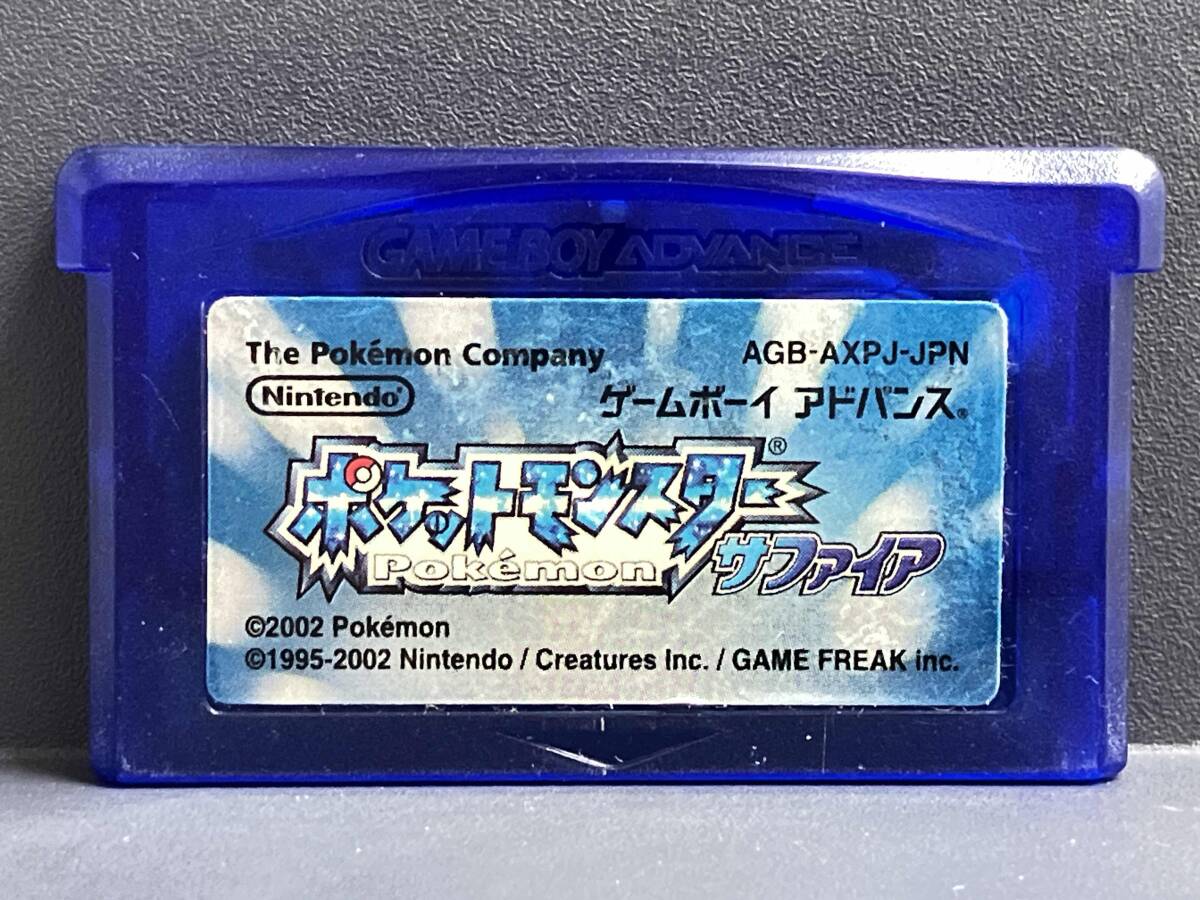 GAME BOY ADVANCE
The Pokémon Company AGB-AXPJ-JPN
Nintendo ゲームボーイ アドバンス®
ポケットモンスター®
Pokémon サファイア
©2002 Pokémon
©1995-2002 Nintendo / Creatures Inc. / GAME FREAK inc.